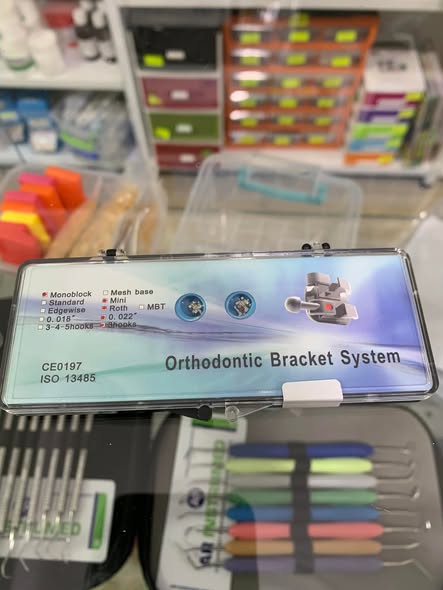 Monoblock Mesh base
Standard Mini
Edgewise Roth MBT
0.018" 0.022"
3-4-5hooks 3hooks
CE0197
ISO 13485
Orthodontic Bracket System